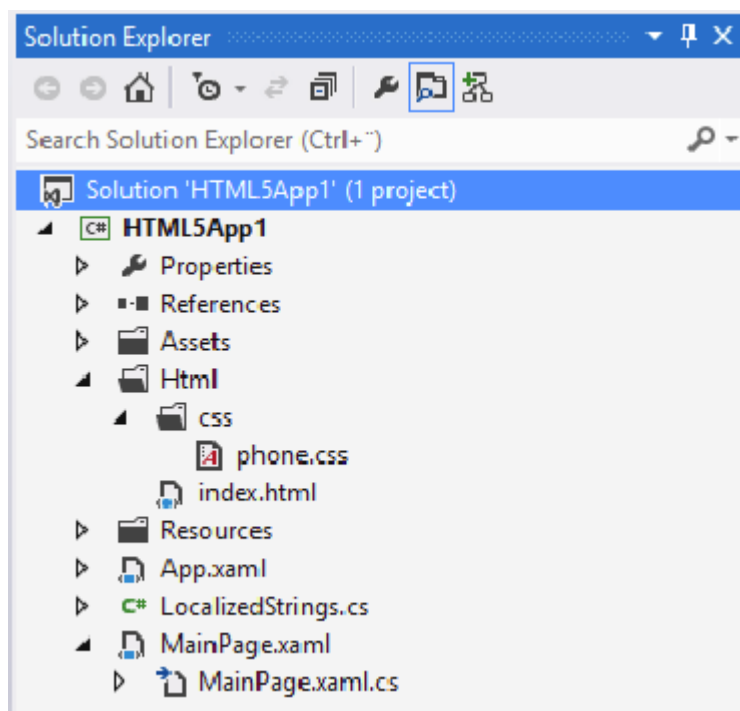 Solution Explorer
Search Solution Explorer (Ctrl+¨)
Solution 'HTML5App1' (1 project)
C# HTML5App1
Properties
References
Assets
Html
css
phone.css
index.html
Resources
App.xaml
C# LocalizedStrings.cs
MainPage.xaml
MainPage.xaml.cs